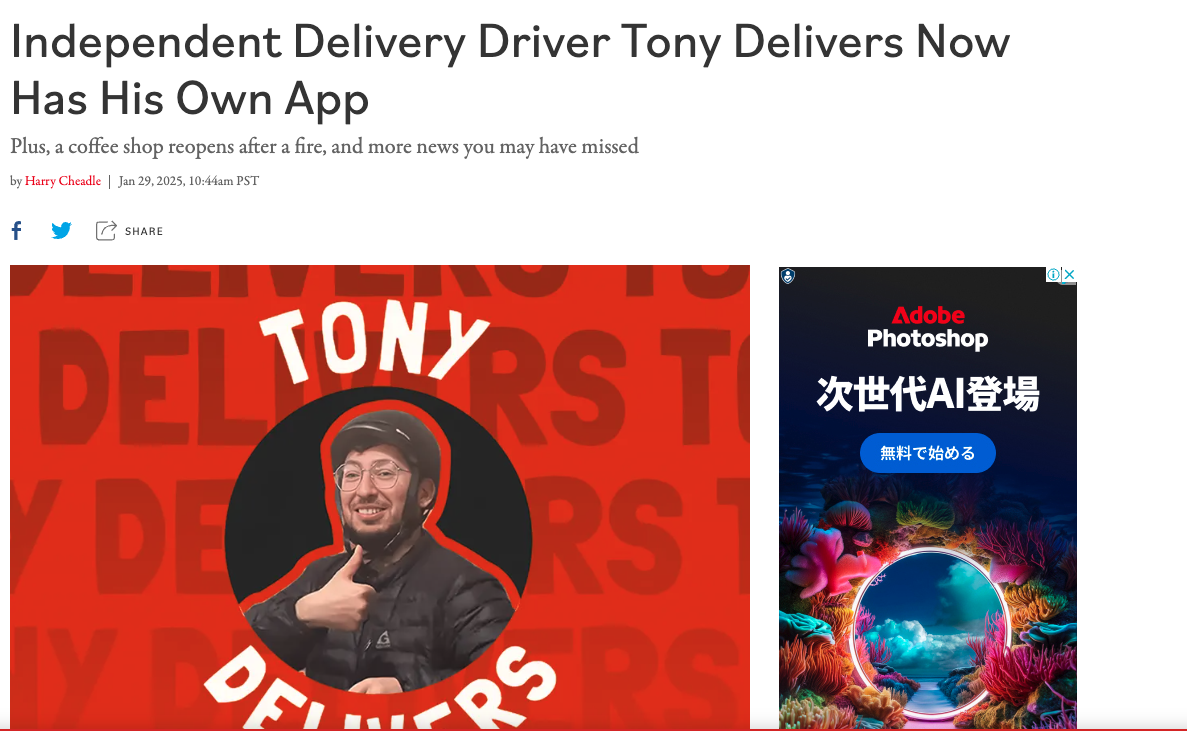 Independent Delivery Driver Tony Delivers Now
Has His Own App
Plus, a coffee shop reopens after a fire, and more news you may have missed
by Harry Cheadle | Jan 29, 2025, 10:44am PST
SHARE
DELIVERS TO
DELIVERS TO
Y DELIVERS T
Y DELIVERS
TONY
DELIVERS
Adobe
Photoshop
次世代AI登場
無料で始める